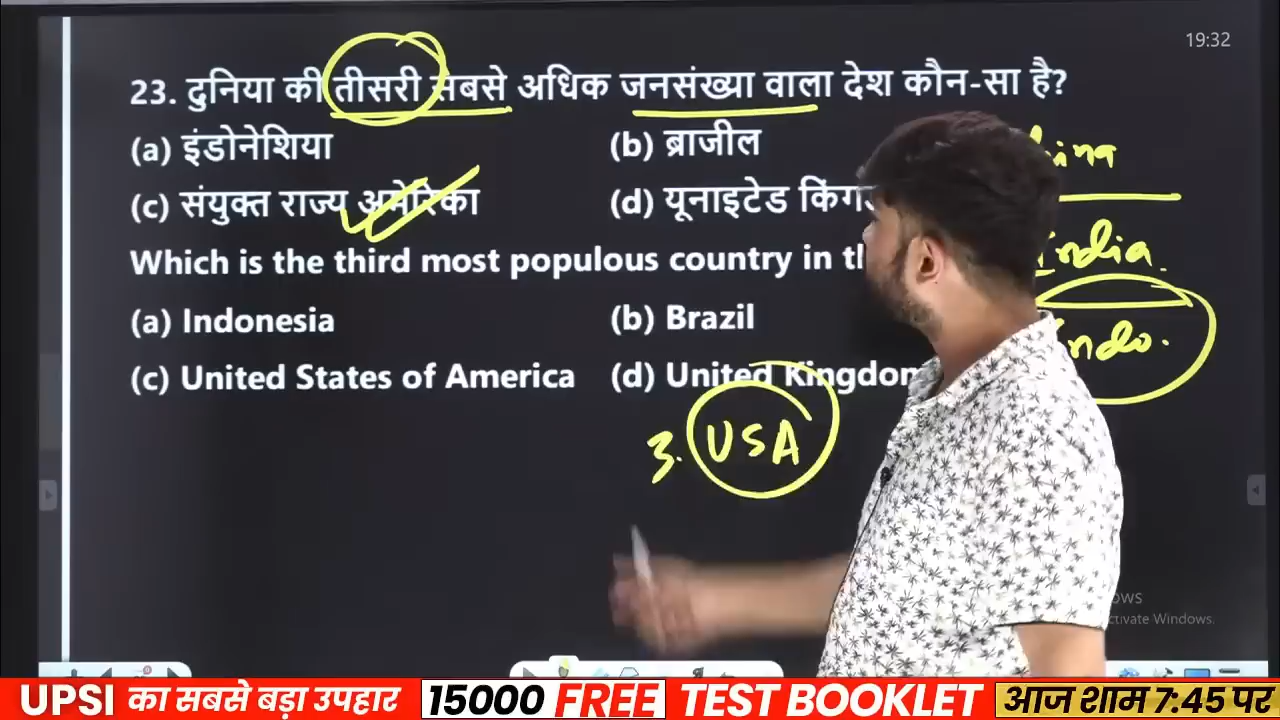 19:32
23. दुनिया की तीसरी सबसे अधिक जनसंख्या वाला देश कौन-सा है?
(a) इंडोनेशिया (b) ब्राजील
(c) संयुक्त राज्य अमेरिका (d) यूनाइटेड
Which is the third most populous country in
(a) Indonesia (b) Brazil
(c) United States of America (d) United Kingdom
India.
Indo.
3. USA
UPSI का सबसे बड़ा उपहार 15000 FREE TEST BOOKLET आज शाम 7:45 पर